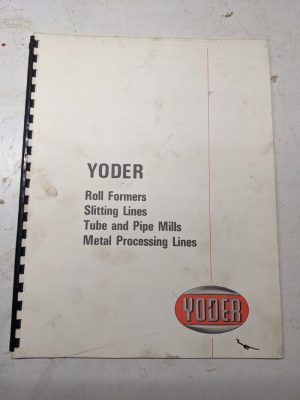 YODER
Roll Formers
Slitting Lines
Tube and Pipe Mills
Metal Processing Lines
YODER